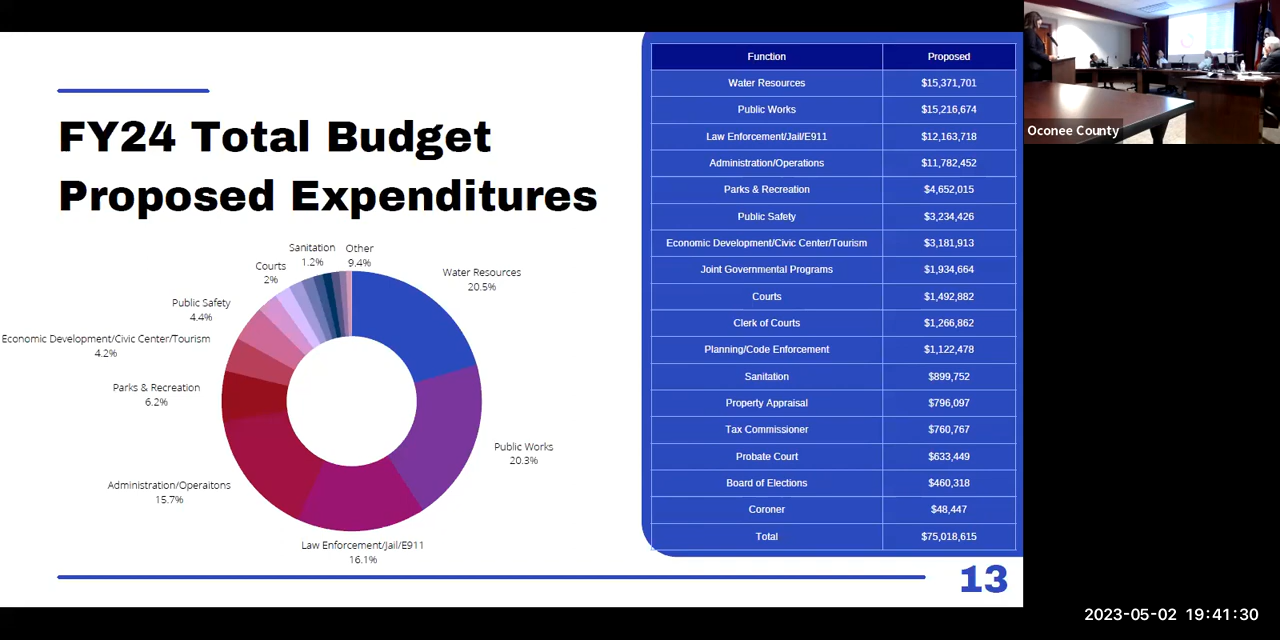 FY24 Total Budget
Proposed Expenditures
Sanitation
1.2%
Other
9.4%
Courts
2%
Water Resources
20.5%
Public Safety
4.4%
Economic Development/Civic Center/Tourism
4.2%
Parks & Recreation
6.2%
Public Works
20.3%
Administration/Operaitons
15.7%
Law Enforcement/Jail/E911
16.1%
Function Proposed
Water Resources $15,371,701
Public Works $15,216,674
Law Enforcement/Jail/E911 $12,163,718
Administration/Operations $11,782,452
Parks & Recreation $4,652,015
Public Safety $3,234,426
Economic Development/Civic Center/Tourism $3,181,913
Joint Governmental Programs $1,934,664
Courts $1,492,882
Clerk of Courts $1,266,862
Planning/Code Enforcement $1,122,478
Sanitation $899,752
Property Appraisal $796,097
Tax Commissioner $760,767
Probate Court $633,449
Board of Elections $460,318
Coroner $48,447
Total $75,018,615
13
Oconee County
2023-05-02 19:41:30